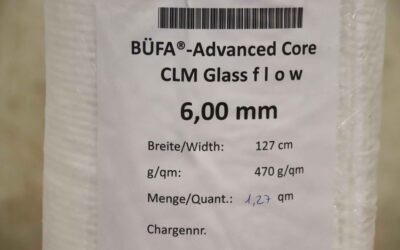 BÜFA®-Advanced Core
CLM Glass f l o w
6,00 mm
Breite/Width: 127 cm
g/qm: 470 g/qm
Menge/Quant.: 1,27 qm
Chargennr.